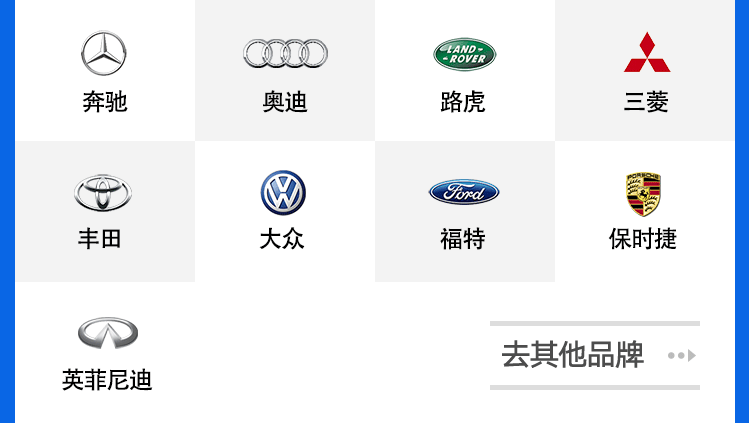 LAND
ROVER
奔驰
奥迪
路虎
三菱
Ford
PORSCHE
丰田
大众
福特
保时捷
英菲尼迪
去其他品牌